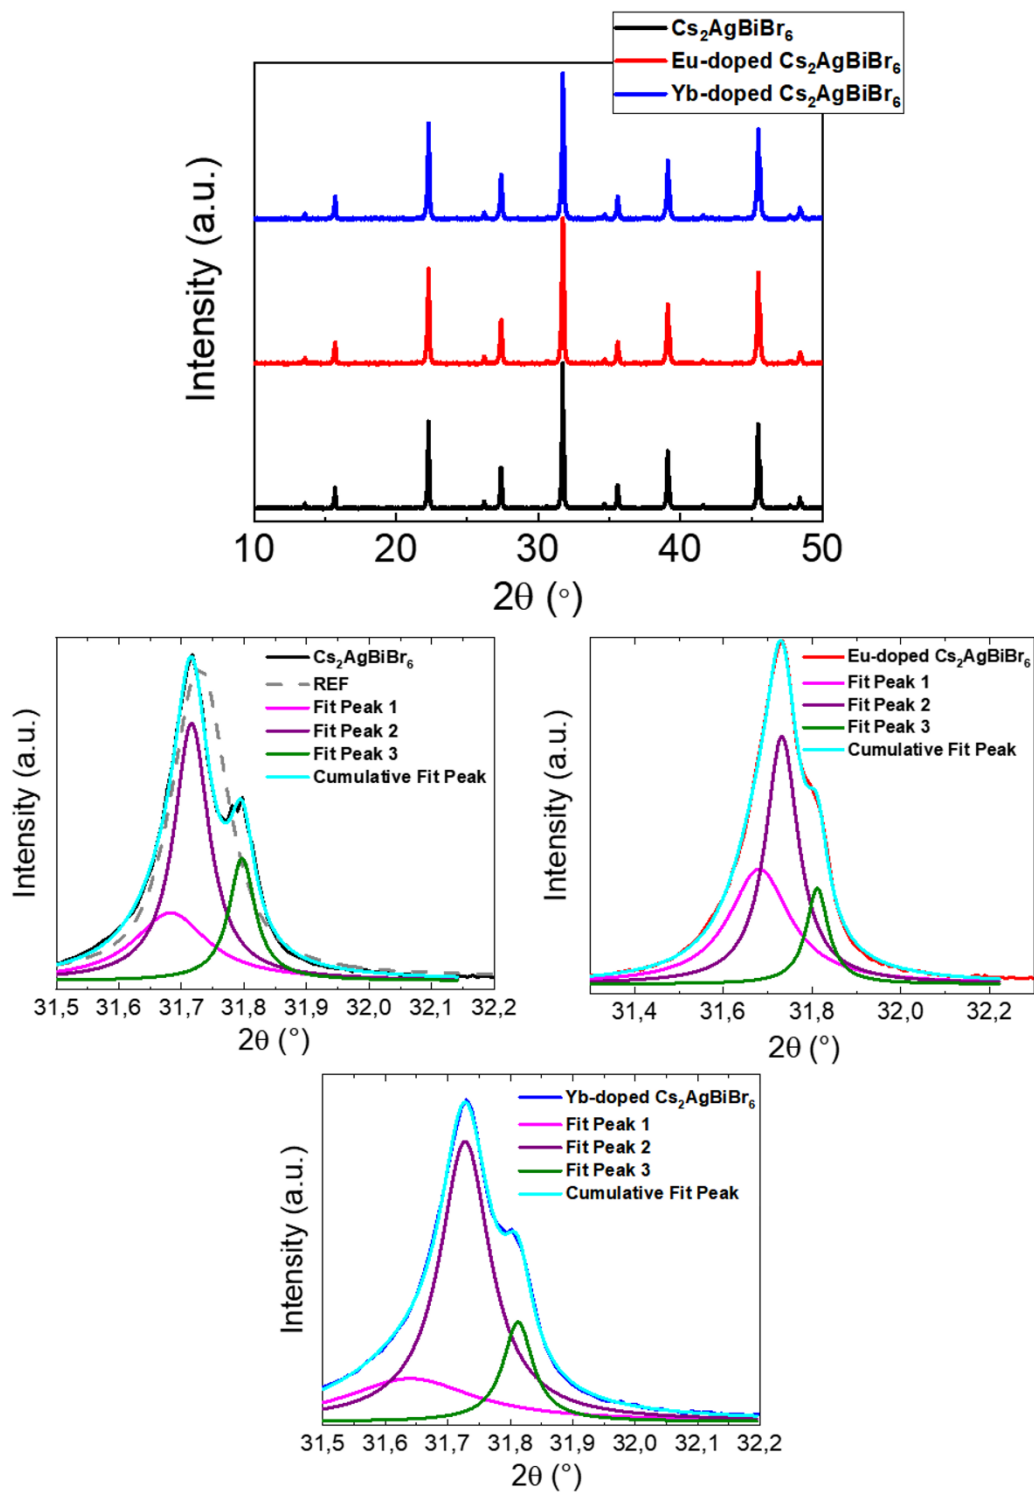 Cs₂AgBiBr₆
Eu-doped Cs₂AgBiBr₆
Yb-doped Cs₂AgBiBr₆
Intensity (a.u.)
10 20 30 40 50
2θ (°)
Cs₂AgBiBr₆
REF
Fit Peak 1
Fit Peak 2
Fit Peak 3
Cumulative Fit Peak
Intensity (a.u.)
31,5 31,6 31,7 31,8 31,9 32,0 32,1 32,2
2θ (°)
Eu-doped Cs₂AgBiBr₆
Fit Peak 1
Fit Peak 2
Fit Peak 3
Cumulative Fit Peak
Intensity (a.u.)
31,4 31,6 31,8 32,0 32,2
2θ (°)
Yb-doped Cs₂AgBiBr₆
Fit Peak 1
Fit Peak 2
Fit Peak 3
Cumulative Fit Peak
Intensity (a.u.)
31,5 31,6 31,7 31,8 31,9 32,0 32,1 32,2
2θ (°)